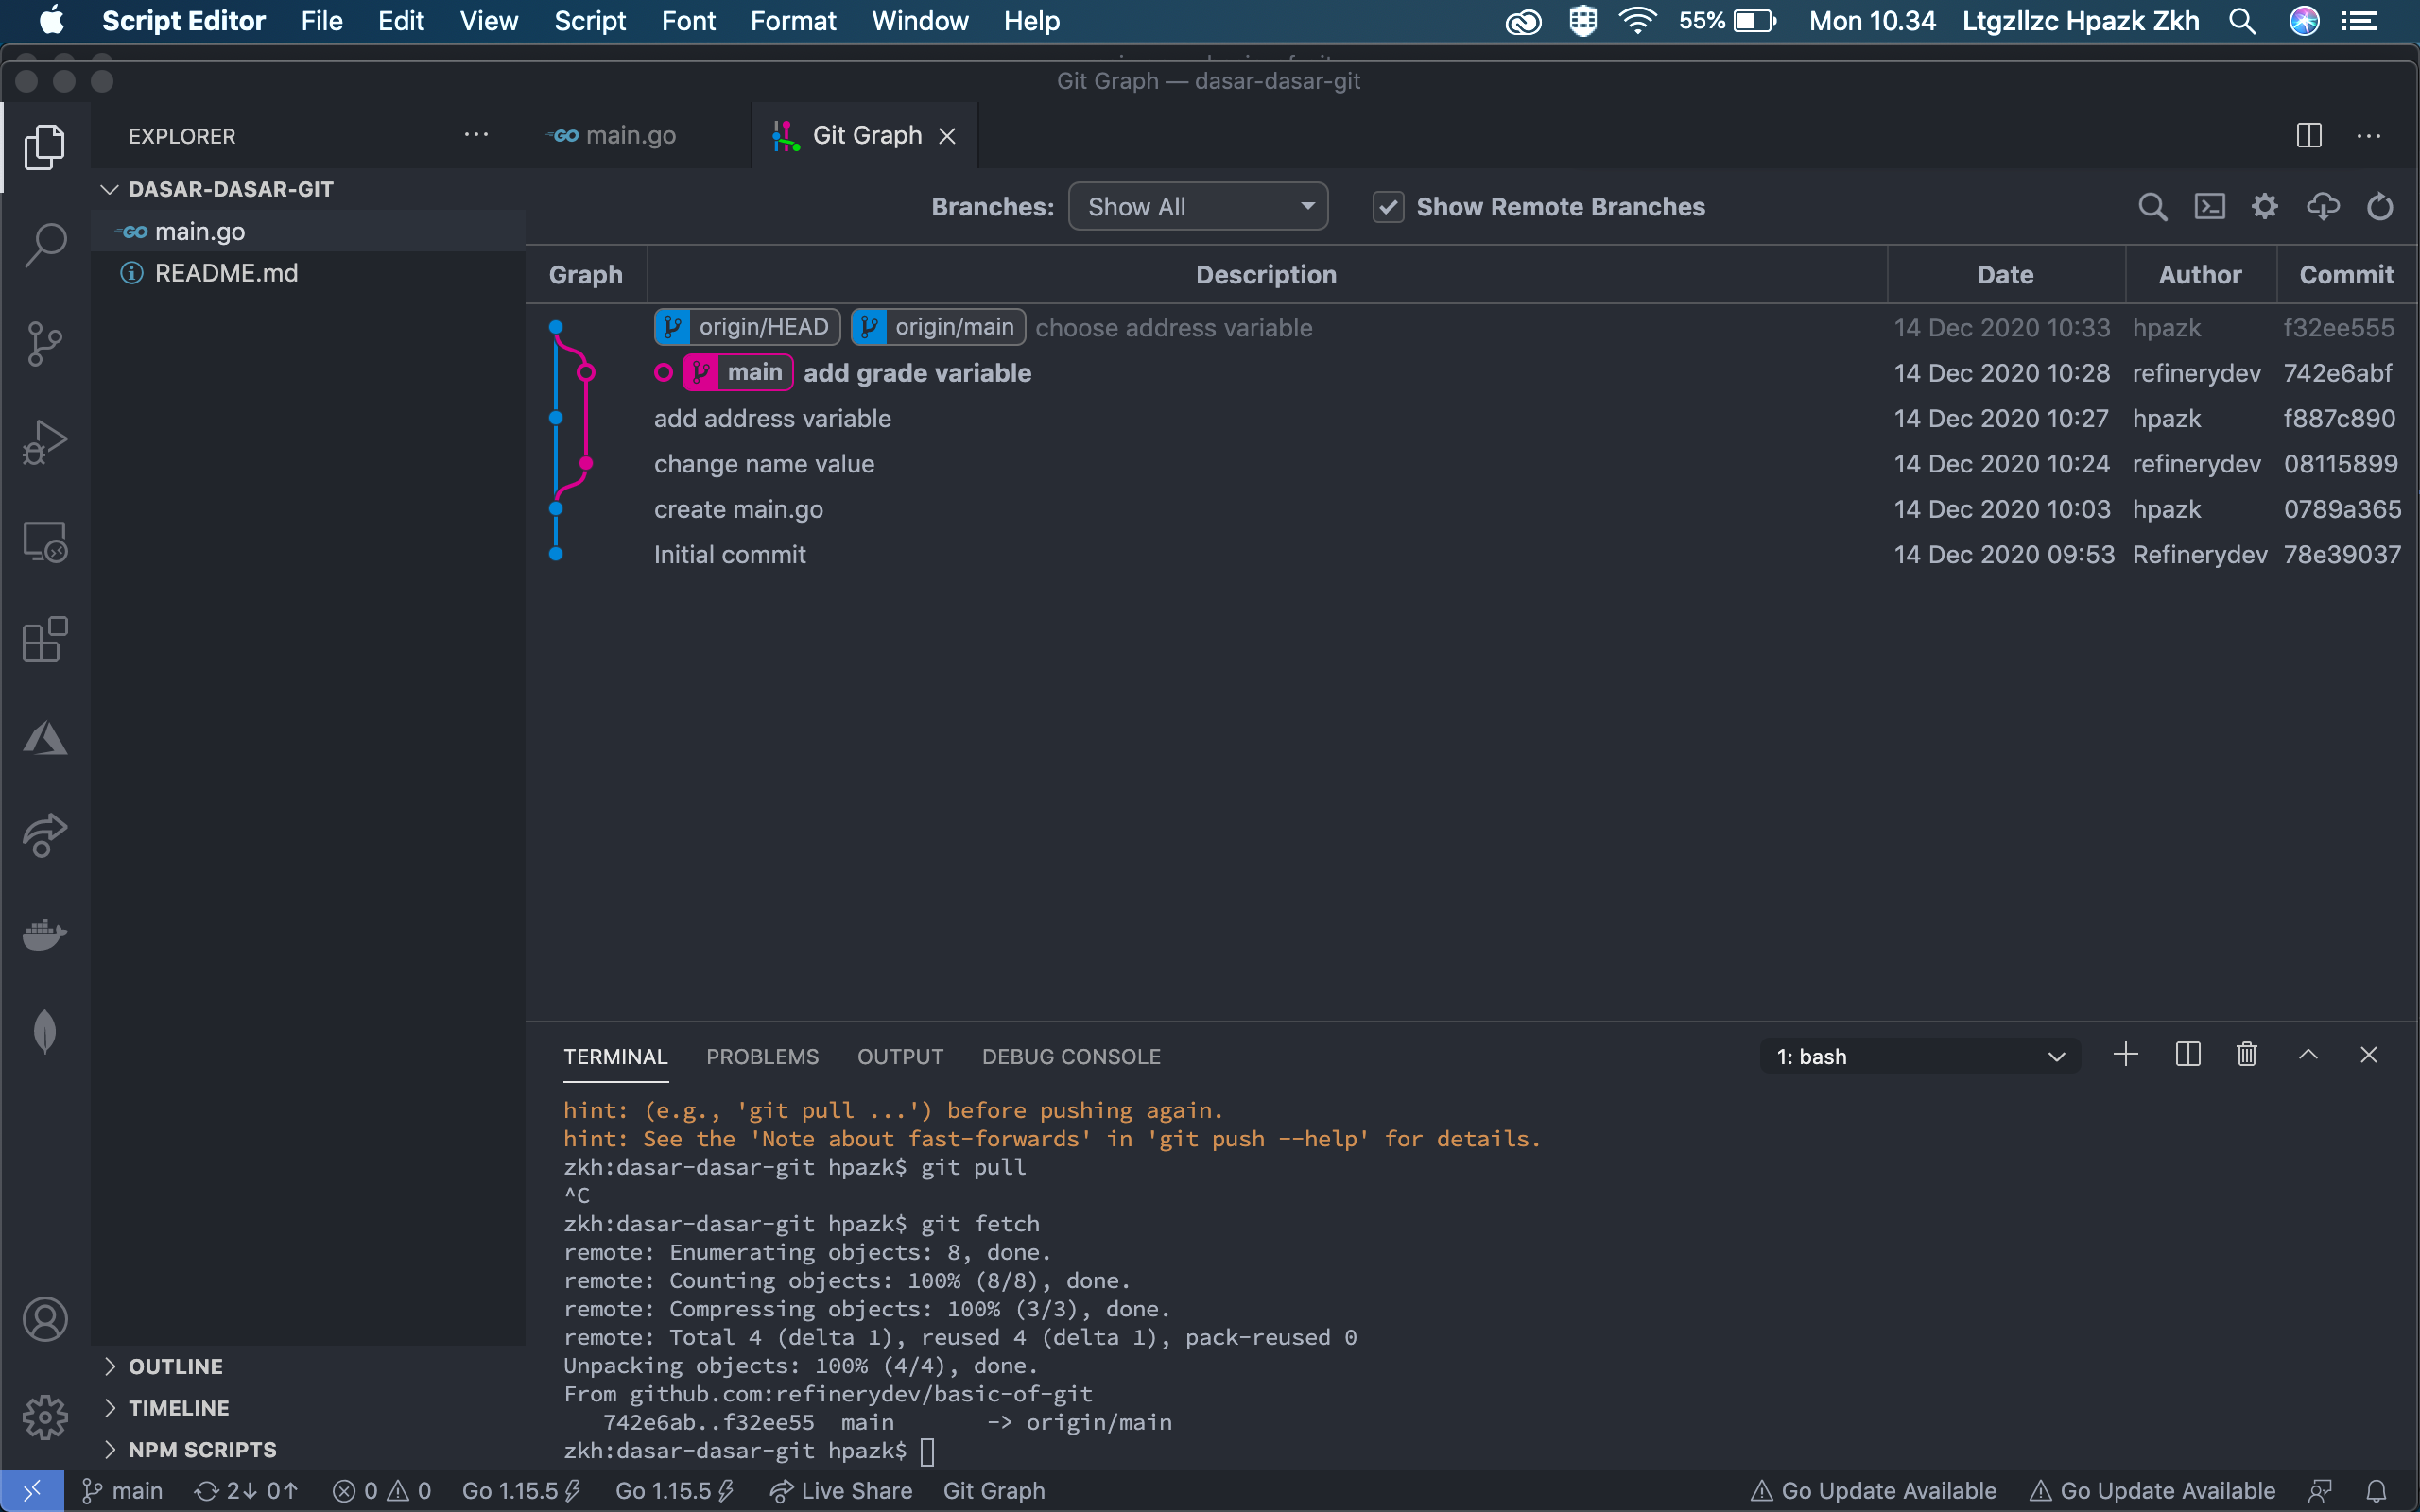 Script Editor File Edit View Script Font Format Window Help 55% Mon 10.34 Ltgzllzc Hpazk Zkh
Git Graph — dasar-dasar-git
EXPLORER ··· GO main.go Git Graph ···
DASAR-DASAR-GIT
GO main.go
README.md
Branches: Show All Show Remote Branches
Graph Description Date Author Commit
origin/HEAD origin/main choose address variable 14 Dec 2020 10:33 hpazk f32ee555
main add grade variable 14 Dec 2020 10:28 refinerydev 742e6abf
add address variable 14 Dec 2020 10:27 hpazk f887c890
change name value 14 Dec 2020 10:24 refinerydev 08115899
create main.go 14 Dec 2020 10:03 hpazk 0789a365
Initial commit 14 Dec 2020 09:53 Refinerydev 78e39037
TERMINAL PROBLEMS OUTPUT DEBUG CONSOLE 1: bash
hint: (e.g., 'git pull ...') before pushing again.
hint: See the 'Note about fast-forwards' in 'git push --help' for details.
zkh:dasar-dasar-git hpazk$ git pull
^C
zkh:dasar-dasar-git hpazk$ git fetch
remote: Enumerating objects: 8, done.
remote: Counting objects: 100% (8/8), done.
remote: Compressing objects: 100% (3/3), done.
remote: Total 4 (delta 1), reused 4 (delta 1), pack-reused 0
Unpacking objects: 100% (4/4), done.
From github.com:refinerydev/basic-of-git
742e6ab..f32ee55 main -> origin/main
zkh:dasar-dasar-git hpazk$
OUTLINE
TIMELINE
NPM SCRIPTS
main 2↓ 0↑ 0 0 Go 1.15.5 Go 1.15.5 Live Share Git Graph Go Update Available Go Update Available